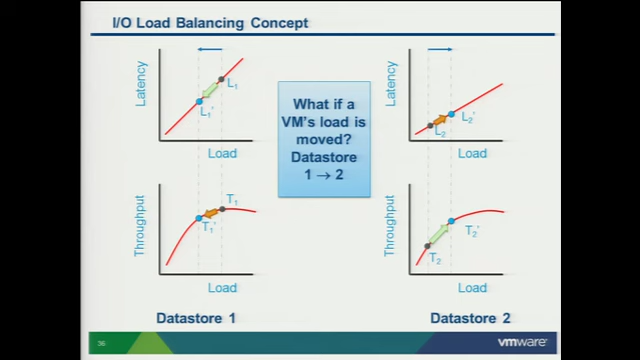 I/O Load Balancing Concept
Latency
L1
L1'
Load
What if a
VM's load is
moved?
Datastore
1 → 2
Latency
L2'
L2
Load
Throughput
T1
T1'
Load
Throughput
T2'
T2
Load
Datastore 1
Datastore 2
36
vmware